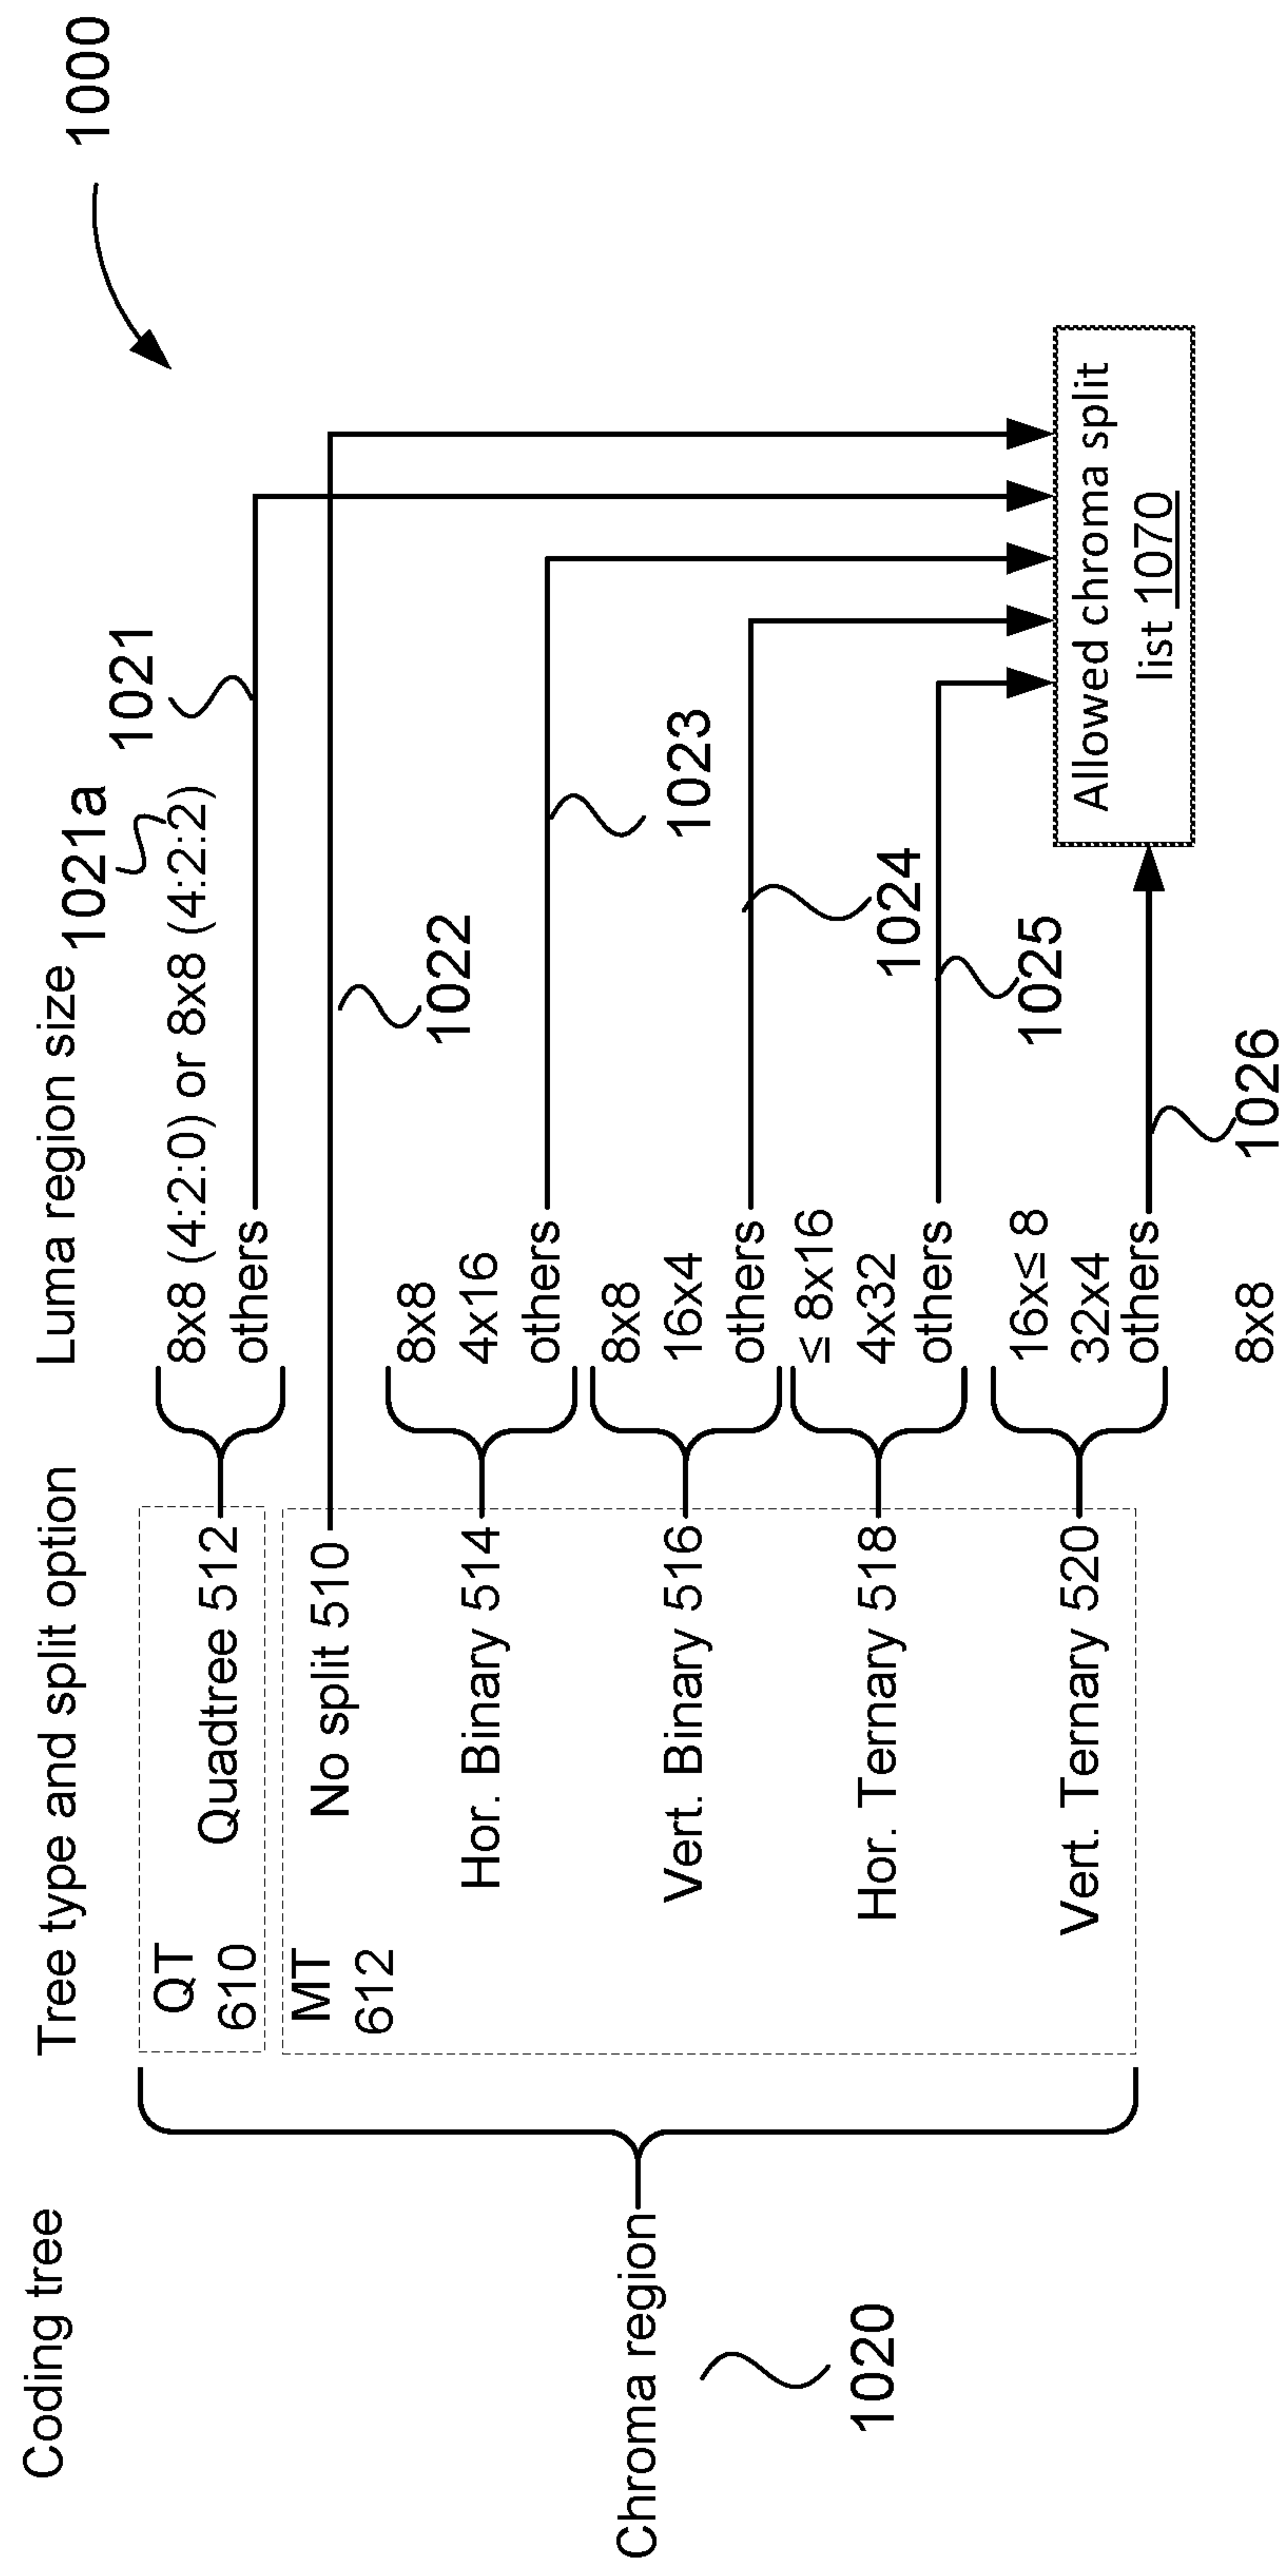 1000
Coding tree
Tree type and split option
Luma region size
1021a
1021
QT
610
Quadtree 512
8x8 (4:2:0) or 8x8 (4:2:2)
others
MT
612
No split 510
1022
Hor. Binary 514
8x8
4x16
others
1023
Vert. Binary 516
8x8
16x4
others
1024
Chroma region
1020
Hor. Ternary 518
≤ 8x16
4x32
others
1025
Vert. Ternary 520
16x≤ 8
32x4
others
1026
8x8
Allowed chroma split
list 1070